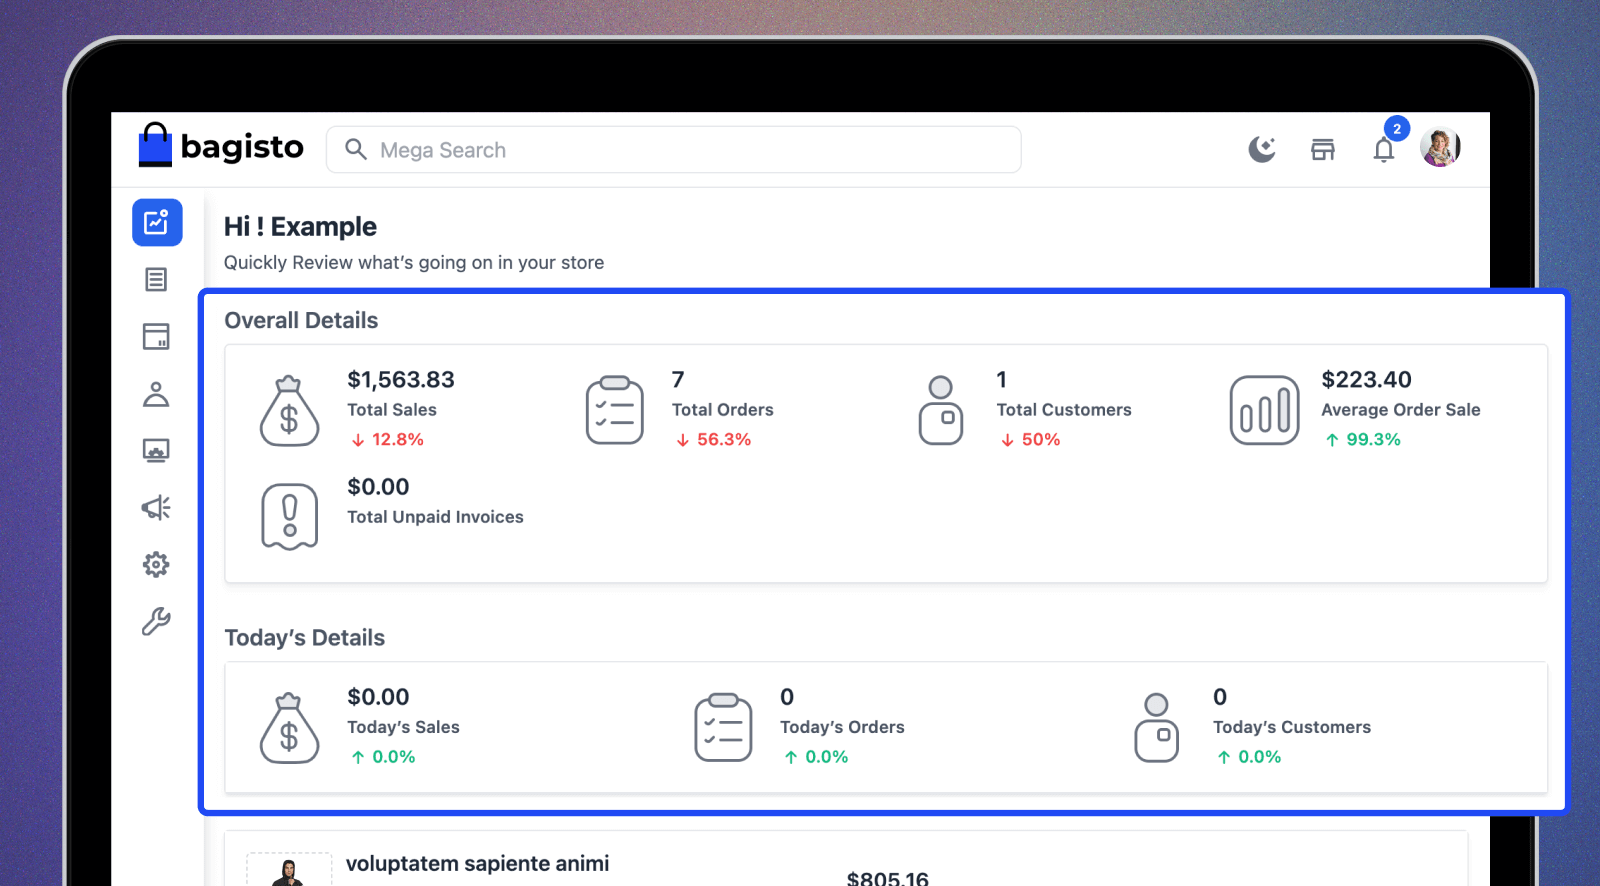 bagisto
Mega Search
2
Hi ! Example
Quickly Review what's going on in your store
Overall Details
$1,563.83
Total Sales
↓ 12.8%
7
Total Orders
↓ 56.3%
1
Total Customers
↓ 50%
$223.40
Average Order Sale
↑ 99.3%
$0.00
Total Unpaid Invoices
Today's Details
$0.00
Today's Sales
↑ 0.0%
0
Today's Orders
↑ 0.0%
0
Today's Customers
↑ 0.0%
voluptatem sapiente animi
$805.16